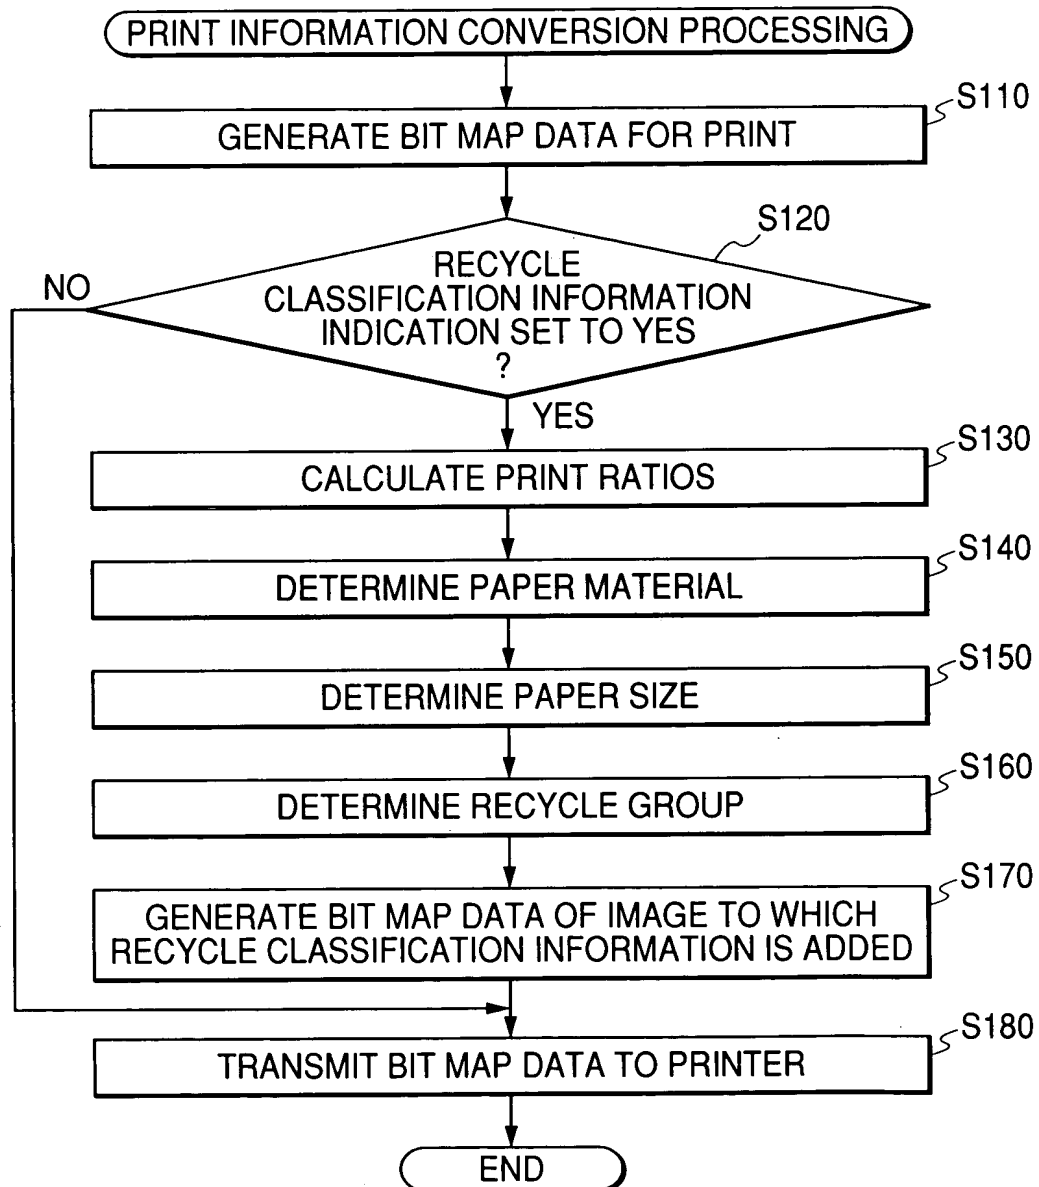 PRINT INFORMATION CONVERSION PROCESSING
S110
GENERATE BIT MAP DATA FOR PRINT
S120
RECYCLE
CLASSIFICATION INFORMATION
INDICATION SET TO YES
?
NO
YES
S130
CALCULATE PRINT RATIOS
S140
DETERMINE PAPER MATERIAL
S150
DETERMINE PAPER SIZE
S160
DETERMINE RECYCLE GROUP
S170
GENERATE BIT MAP DATA OF IMAGE TO WHICH
RECYCLE CLASSIFICATION INFORMATION IS ADDED
S180
TRANSMIT BIT MAP DATA TO PRINTER
END